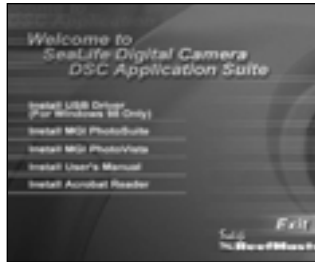 Welcome to
SeaLife Digital Camera
DSC Application Suite
Install USB Driver
(For Windows 98 Only)
Install MGI PhotoSuite
Install MGI PhotoVista
Install User's Manual
Install Acrobat Reader
Exit
ReefMaster